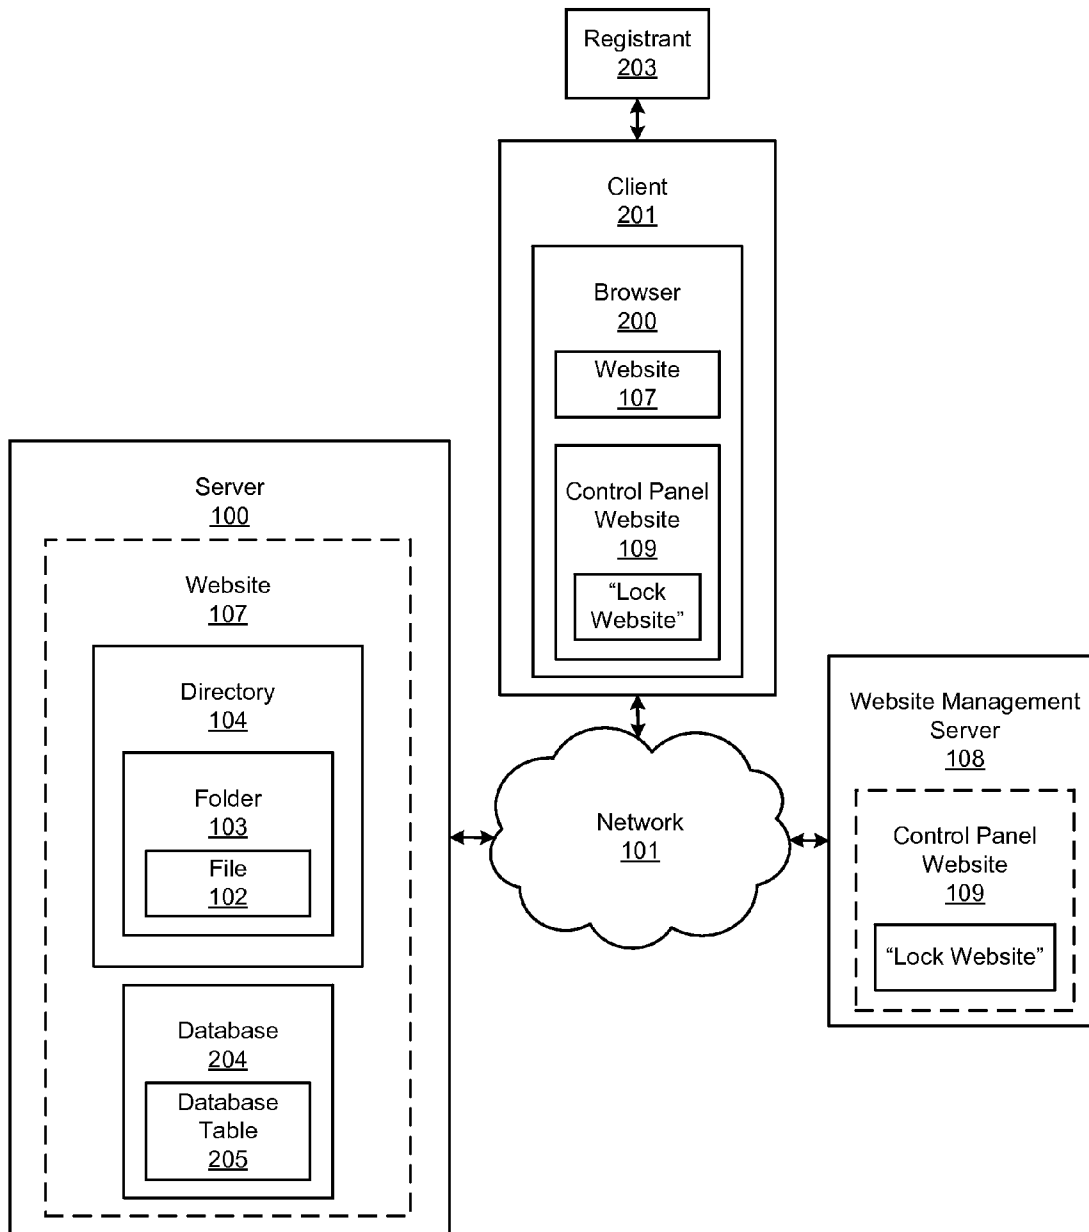 Registrant
203
Client
201
Browser
200
Website
107
Control Panel
Website
109
“Lock
Website”
Server
100
Website
107
Directory
104
Folder
103
File
102
Database
204
Database
Table
205
Network
101
Website Management
Server
108
Control Panel
Website
109
“Lock Website”